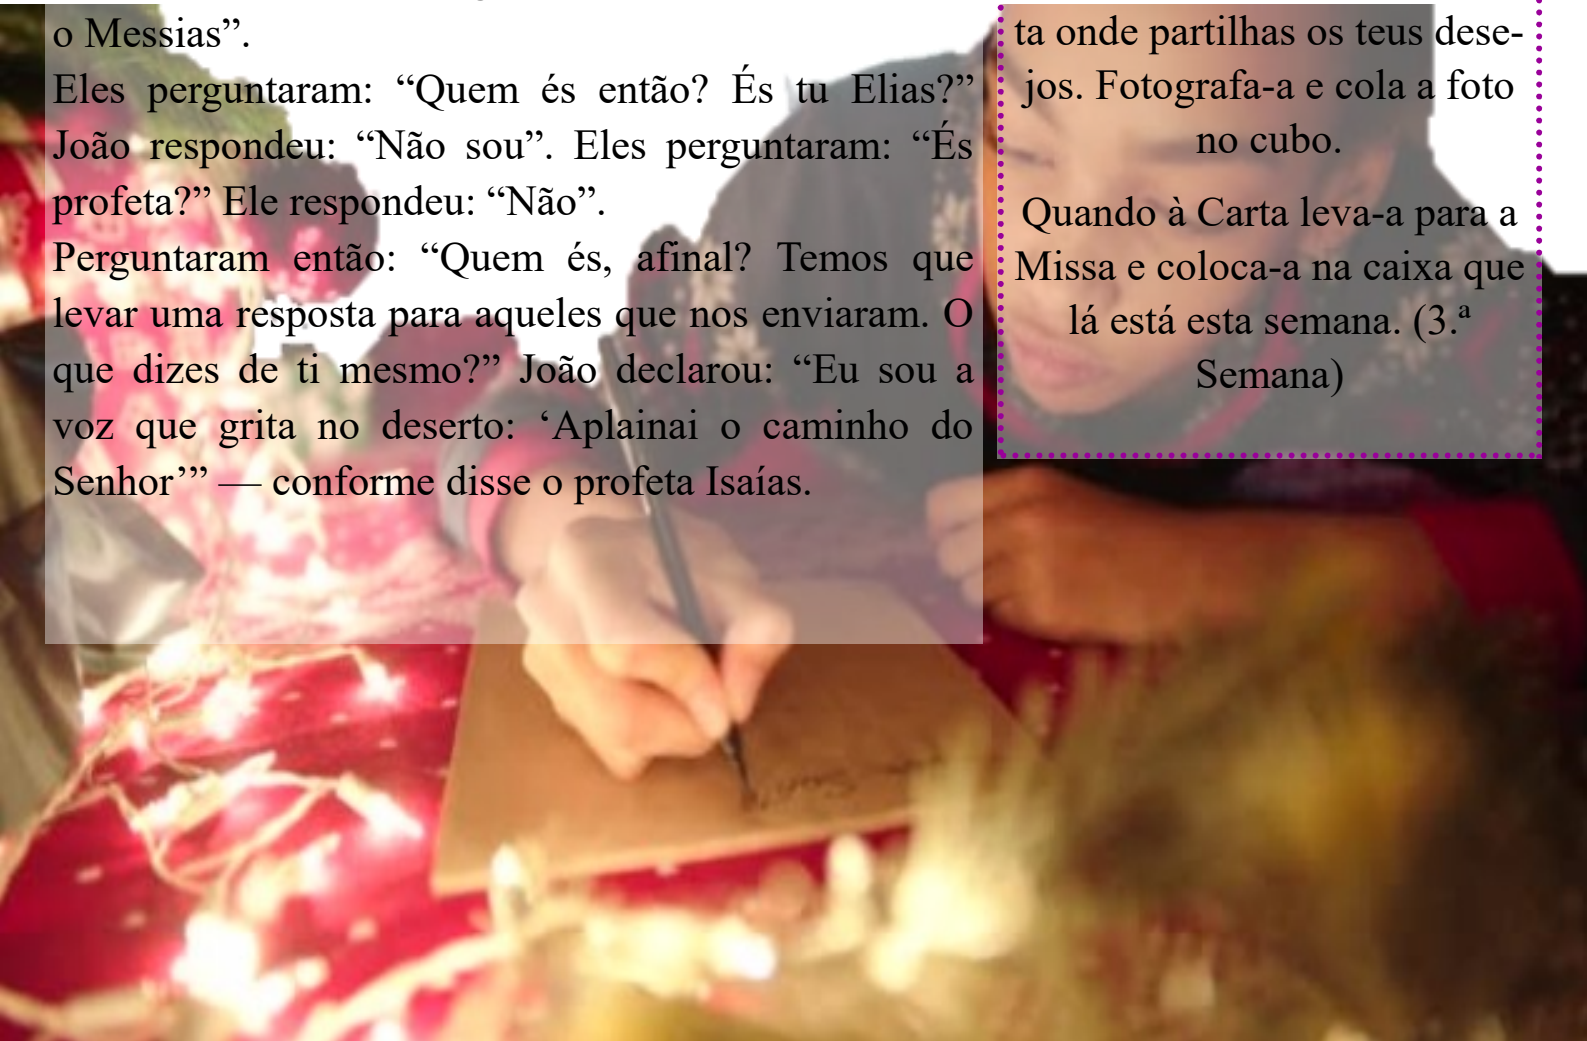 o Messias”.
Eles perguntaram: “Quem és então? És tu Elias?”
João respondeu: “Não sou”. Eles perguntaram: “És
profeta?” Ele respondeu: “Não”.
Perguntaram então: “Quem és, afinal? Temos que
levar uma resposta para aqueles que nos enviaram. O
que dizes de ti mesmo?” João declarou: “Eu sou a
voz que grita no deserto: ‘Aplainai o caminho do
Senhor’” — conforme disse o profeta Isaías.
ta onde partilhas os teus dese-
jos. Fotografa-a e cola a foto
no cubo.
Quando à Carta leva-a para a
Missa e coloca-a na caixa que
lá está esta semana. (3.ª
Semana)